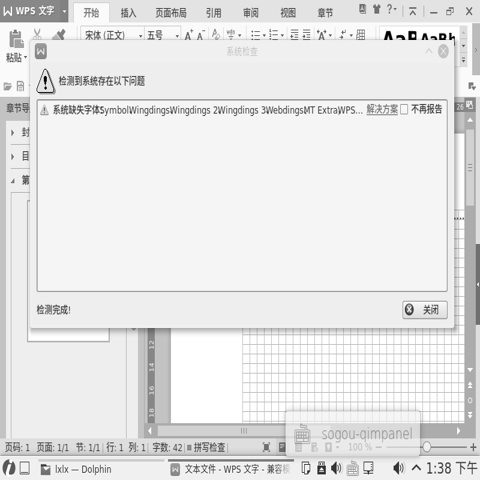 WPS 文字
开始 插入 页面布局 引用 审阅 视图 章节
宋体 (正文) 五号
粘贴
系统检查
检测到系统存在以下问题
章节导
系统缺失字体SymbolWingdingsWingdings 2Wingdings 3WebdingsMT ExtraWPS... 解决方案 不再报告
目
第
检测完成!
关闭
12
14
16
18
sogou-qimpanel
页码: 1 页面: 1/1 节: 1/1 行: 1 列: 1 字数: 42 拼写检查 100 %
lxlx — Dolphin
文本文件 - WPS 文字 - 兼容模
1:38 下午